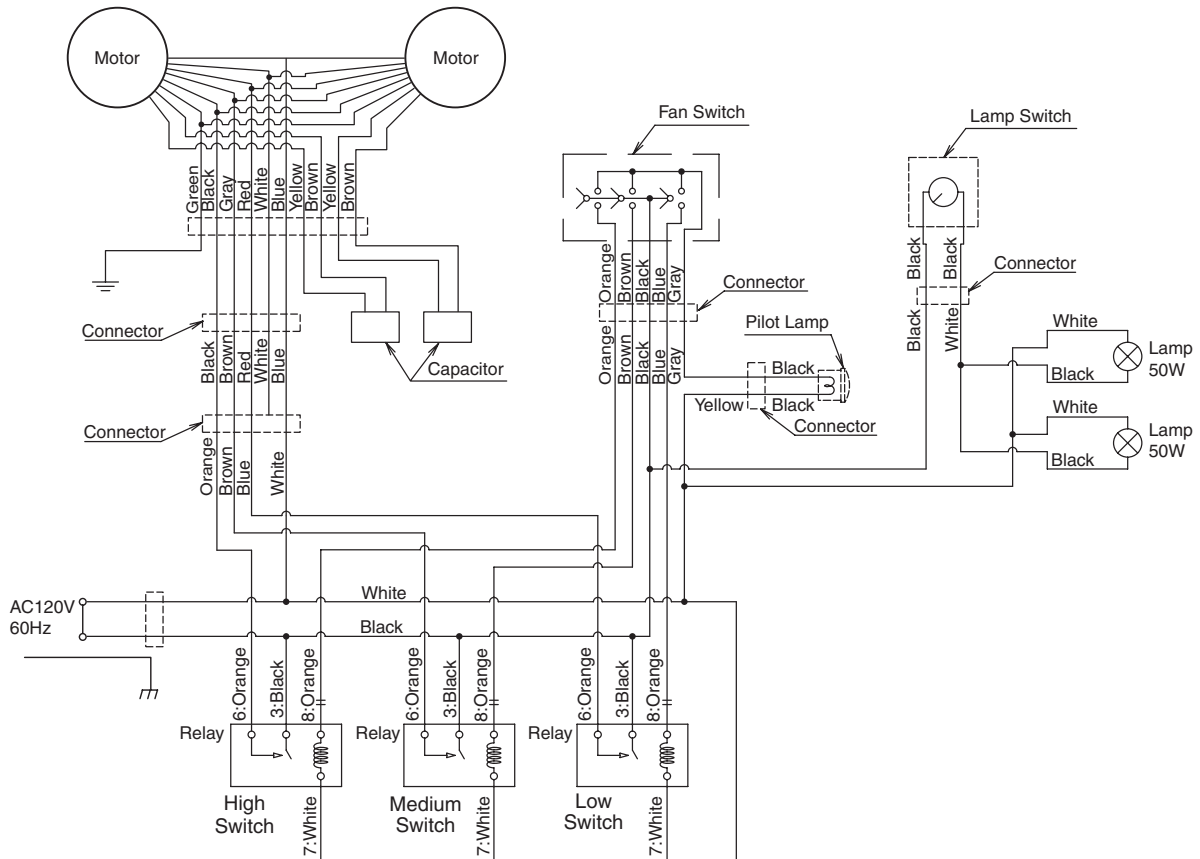 Motor
Motor
Fan Switch
Lamp Switch
Green
Black
Gray
Red
White
Blue
Yellow
Brown
Yellow
Brown
Orange
Brown
Black
Blue
Gray
Black
Black
Connector
Connector
Connector
Black
Brown
Red
White
Blue
Capacitor
Orange
Brown
Black
Blue
Gray
Pilot Lamp
Black
Yellow
Black
Connector
Black
White
White
Lamp
50W
Black
White
Lamp
50W
Black
Connector
Orange
Brown
Blue
White
AC120V
60Hz
White
Black
6:Orange
3:Black
8:Orange
6:Orange
3:Black
8:Orange
6:Orange
3:Black
8:Orange
Relay
Relay
Relay
High
Switch
7:White
Medium
Switch
7:White
Low
Switch
7:White